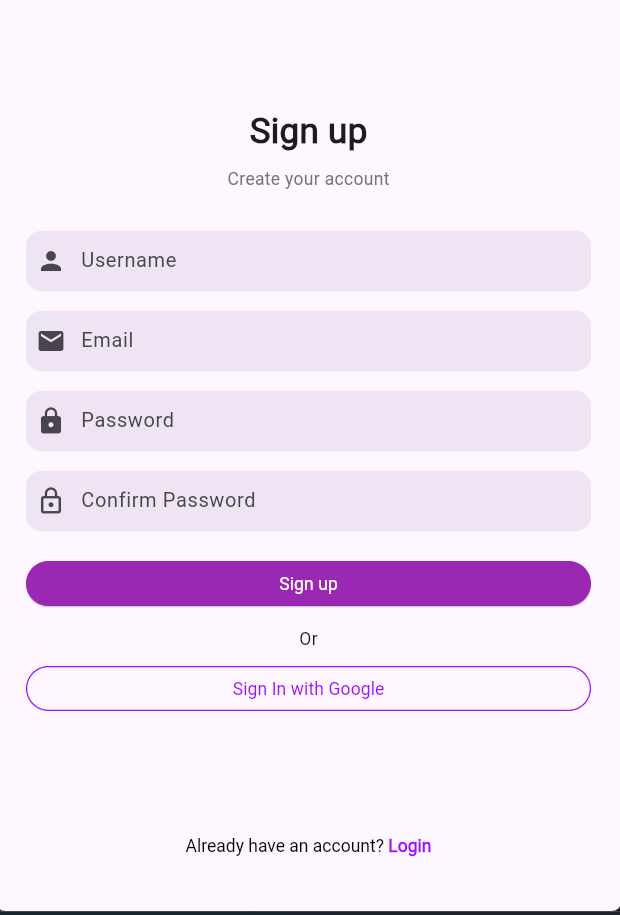 Sign up
Create your account
Username
Email
Password
Confirm Password
Sign up
Or
Sign In with Google
Already have an account? Login